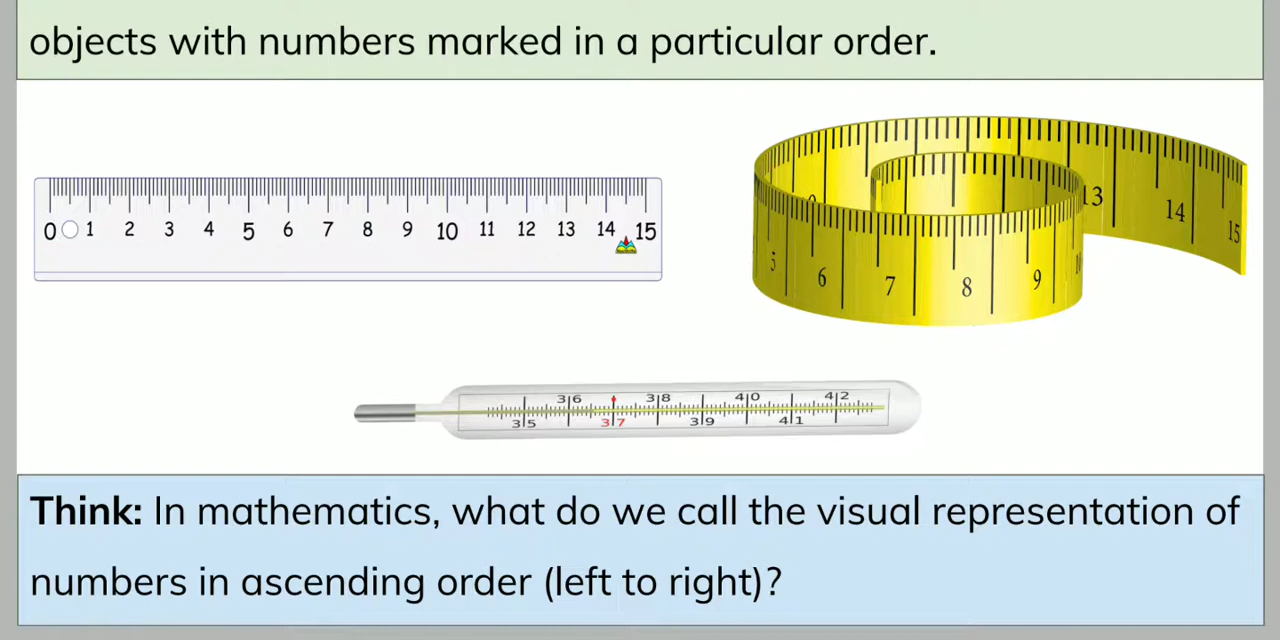 objects with numbers marked in a particular order.
0 1 2 3 4 5 6 7 8 9 10 11 12 13 14 15
13 14 15
5 6 7 8 9 10
36 38 40 42
35 37 39 41
Think: In mathematics, what do we call the visual representation of
numbers in ascending order (left to right)?